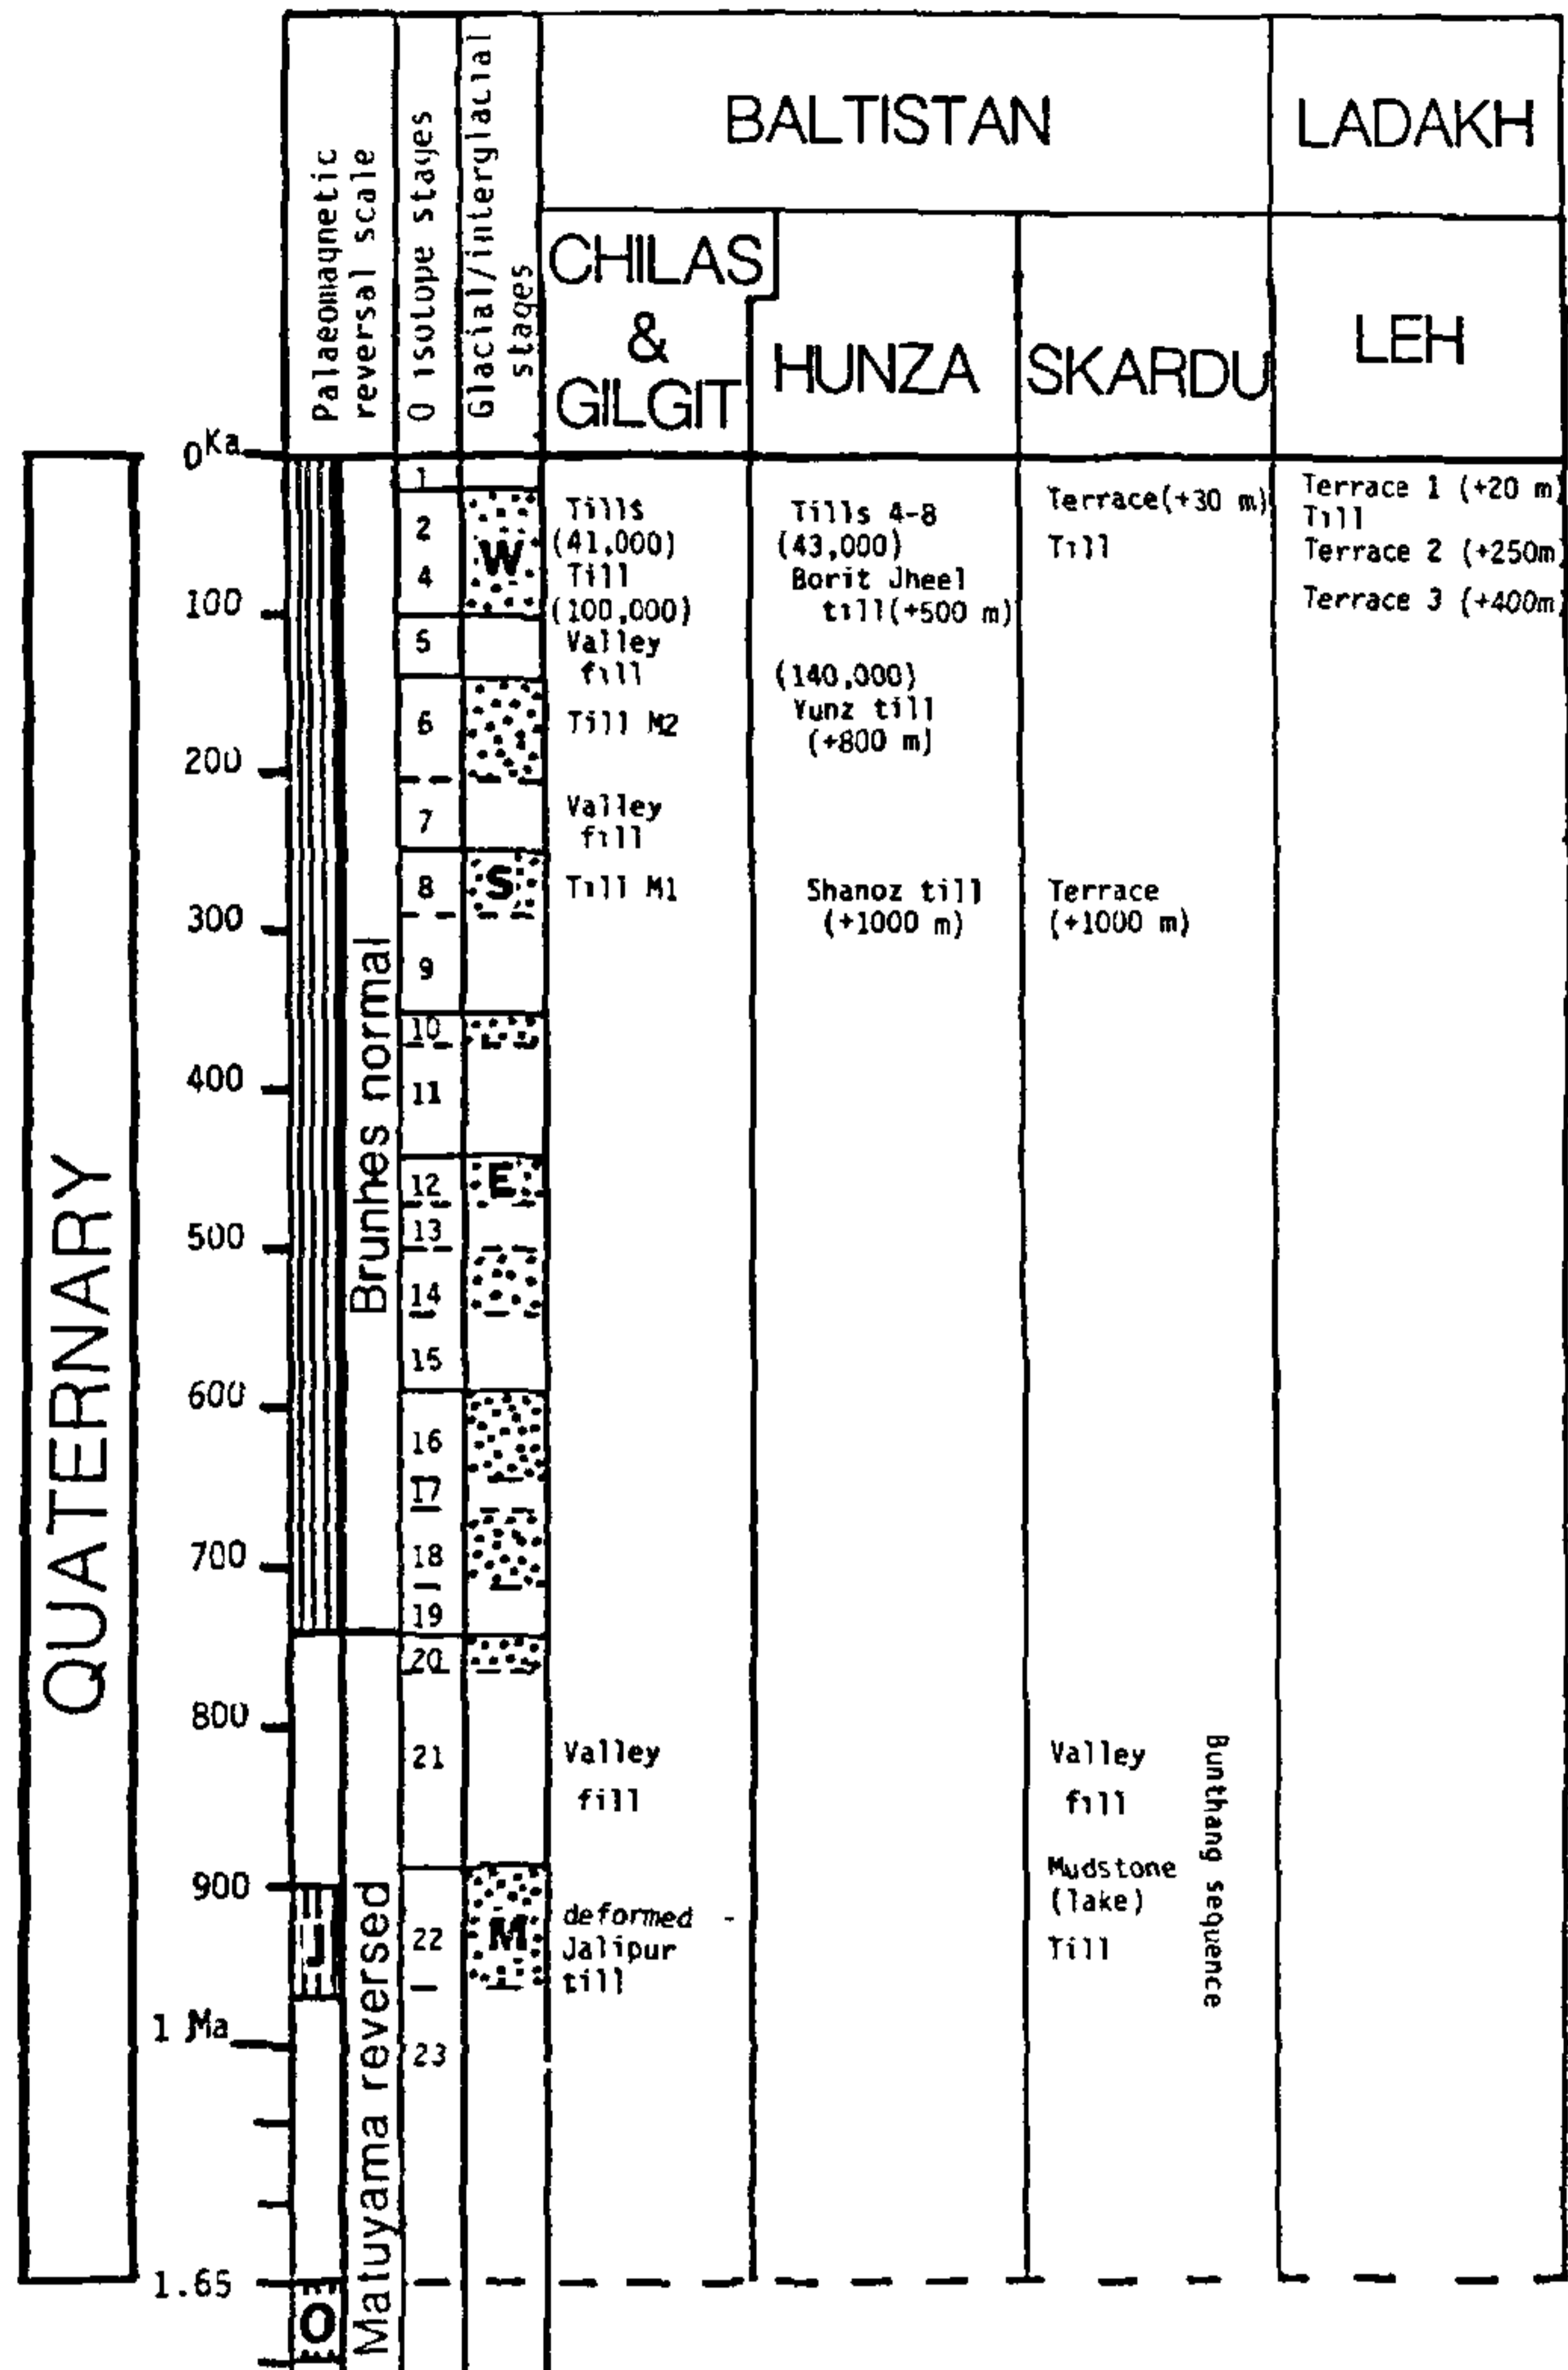 Palaeomagnetic
reversal scale
O isotope stages
Glacial/interglacial
stages
BALTISTAN
LADAKH
CHILAS
&
GILGIT
HUNZA
SKARDU
LEH
QUATERNARY
0 Ka
100
200
300
400
500
600
700
800
900
1 Ma
1.65
J
O
Brunhes normal
Matuyama reversed
1
2
4
5
6
7
8
9
10
11
12
13
14
15
16
17
18
19
20
21
22
23
W
S
E
M
Tills
(41,000)
Till
(100,000)
Valley
fill
Till M2
Valley
fill
Till M1
Valley
fill
deformed -
Jalipur
till
Tills 4-8
(43,000)
Borit Jheel
till(+500 m)
(140,000)
Yunz till
(+800 m)
Shanoz till
(+1000 m)
Terrace(+30 m)
Till
Terrace
(+1000 m)
Valley
fill
Mudstone
(lake)
Till
Bunthang sequence
Terrace 1 (+20 m)
Till
Terrace 2 (+250m
Terrace 3 (+400m